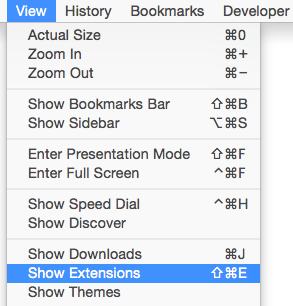 View History Bookmarks Developer
Actual Size ⌘0
Zoom In ⌘+
Zoom Out ⌘−
Show Bookmarks Bar ⇧⌘B
Show Sidebar ⌥⌘S
Enter Presentation Mode ⇧⌘F
Enter Full Screen ^⌘F
Show Speed Dial ^⌘H
Show Discover
Show Downloads ⌘J
Show Extensions ⇧⌘E
Show Themes